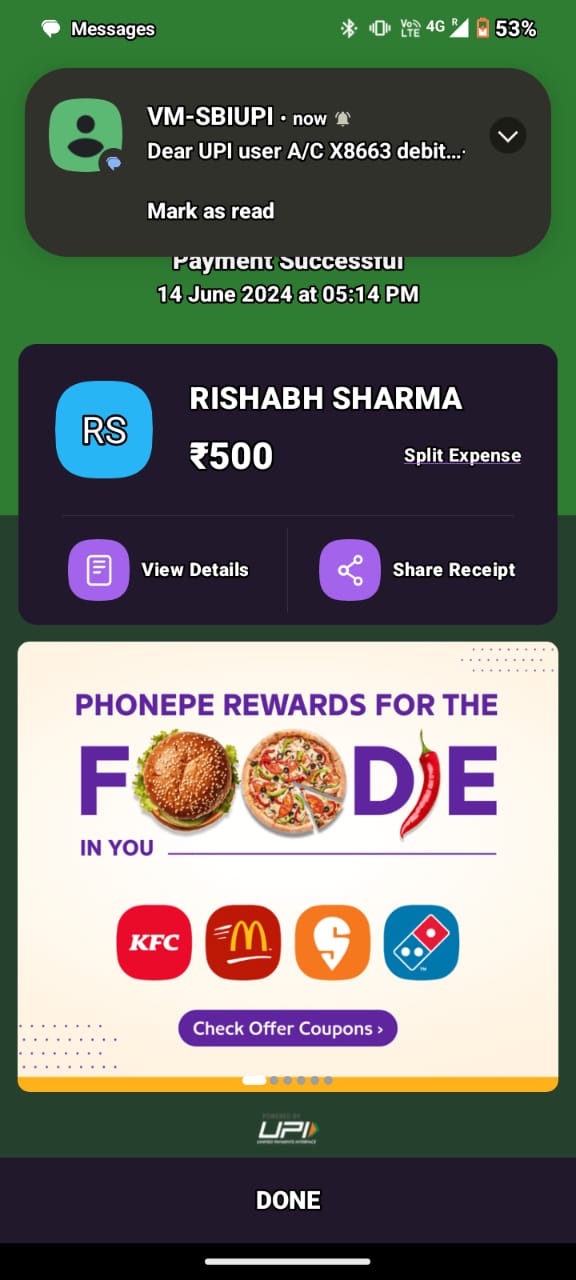 Messages
Vo LTE 4G R 53%
VM-SBIUPI • now
Dear UPI user A/C X8663 debit...
Mark as read
Payment Successful
14 June 2024 at 05:14 PM
RS
RISHABH SHARMA
₹500
Split Expense
View Details
Share Receipt
PHONEPE REWARDS FOR THE
FOODIE
IN YOU
KFC
M
Check Offer Coupons ›
POWERED BY
UPI
UNIFIED PAYMENTS INTERFACE
DONE